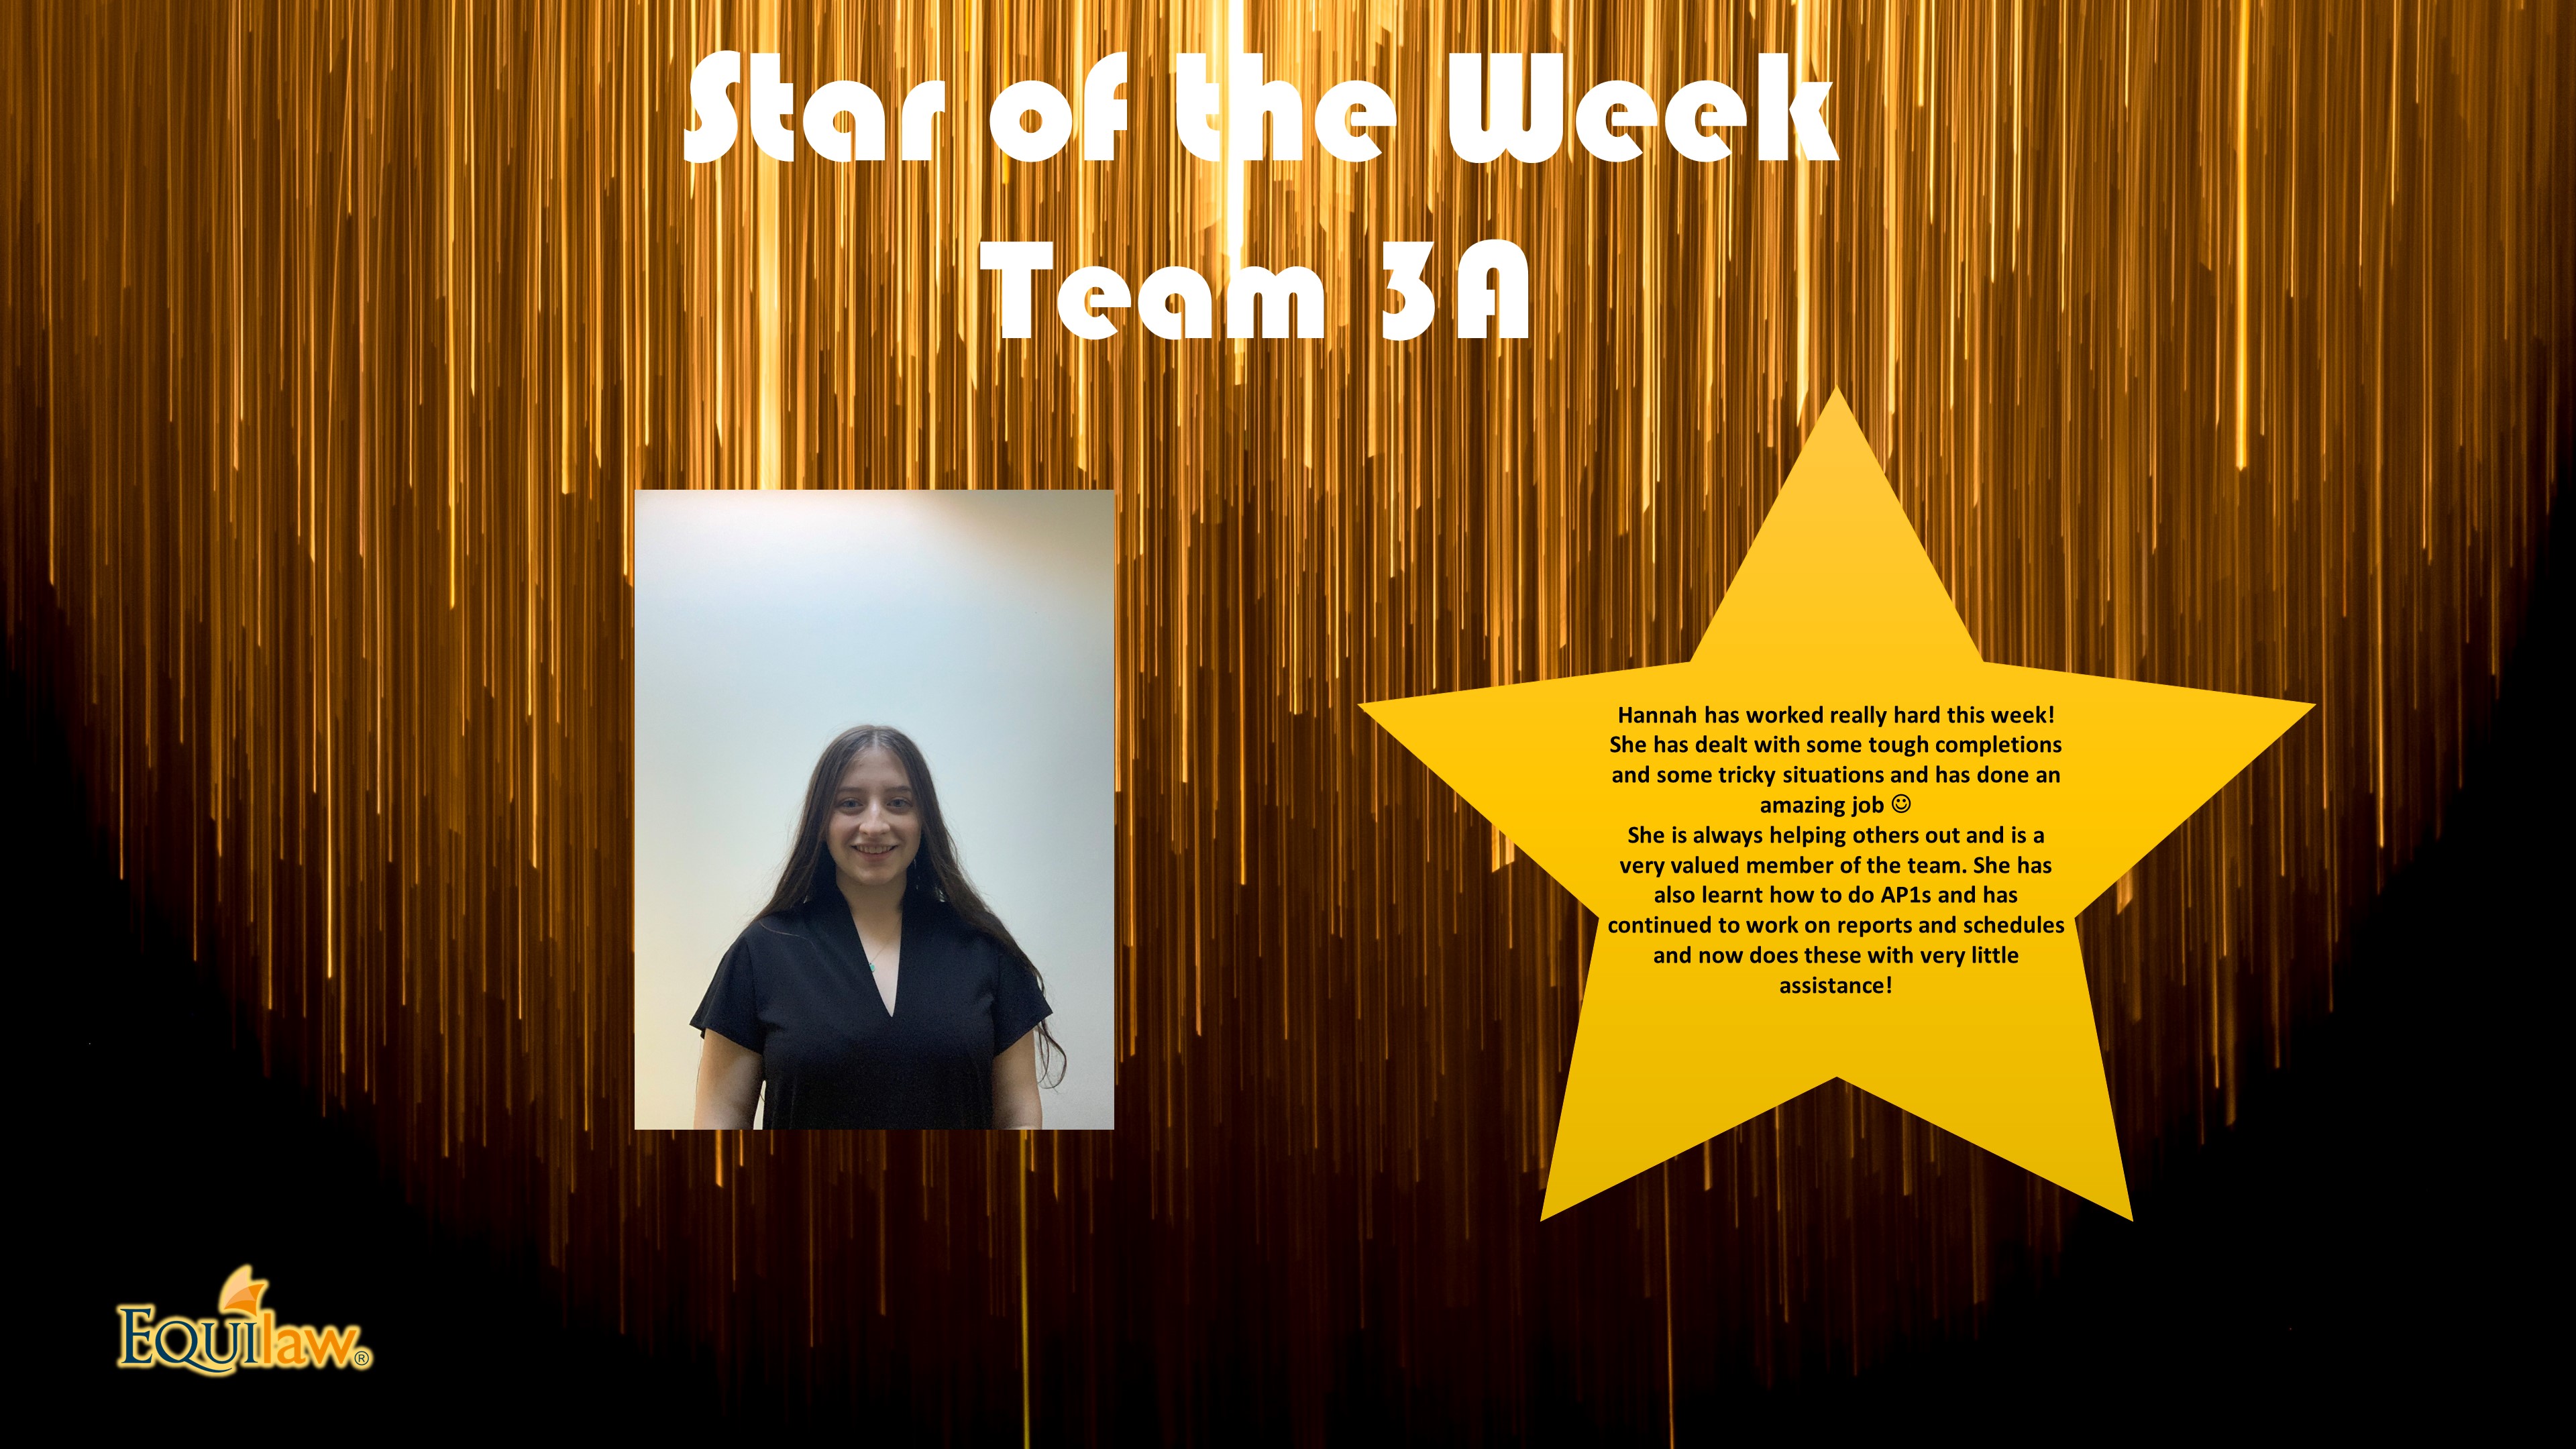 Star of the Week
Team 3A
Hannah has worked really hard this week!
She has dealt with some tough completions
and some tricky situations and has done an
amazing job ☺
She is always helping others out and is a
very valued member of the team. She has
also learnt how to do AP1s and has
continued to work on reports and schedules
and now does these with very little
assistance!
EQUIlaw®